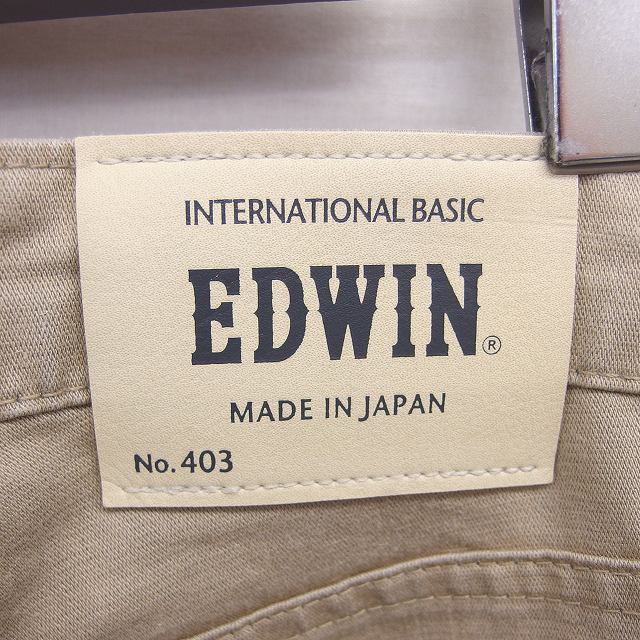 INTERNATIONAL BASIC
EDWIN®
MADE IN JAPAN
No. 403